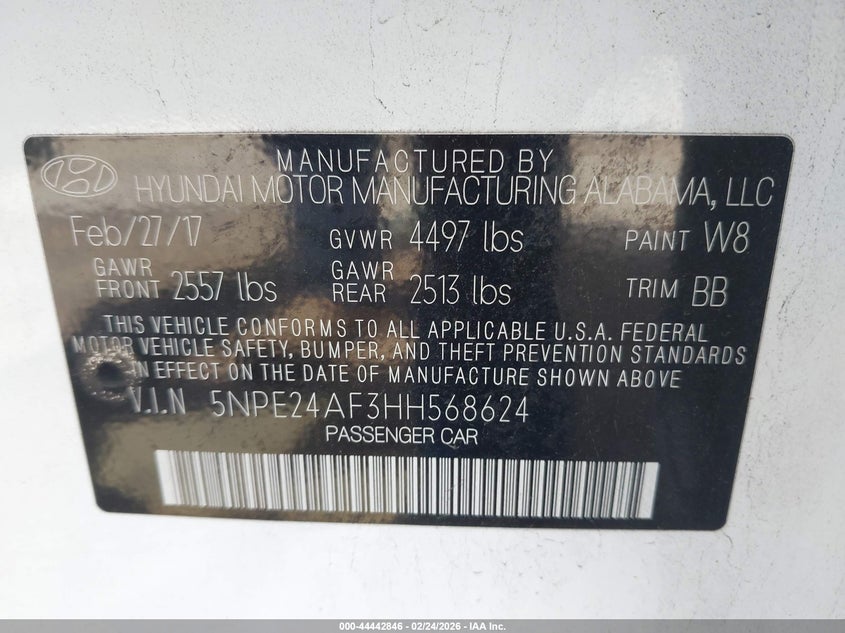 MANUFACTURED BY
HYUNDAI MOTOR MANUFACTURING ALABAMA, LLC
Feb/27/17 GVWR 4497 lbs PAINT W8
GAWR FRONT 2557 lbs GAWR REAR 2513 lbs TRIM BB
THIS VEHICLE CONFORMS TO ALL APPLICABLE U.S.A. FEDERAL
MOTOR VEHICLE SAFETY, BUMPER, AND THEFT PREVENTION STANDARDS
IN EFFECT ON THE DATE OF MANUFACTURE SHOWN ABOVE
V.I.N 5NPE24AF3HH568624
PASSENGER CAR
000-44442846 - 02/24/2026 - IAA Inc.